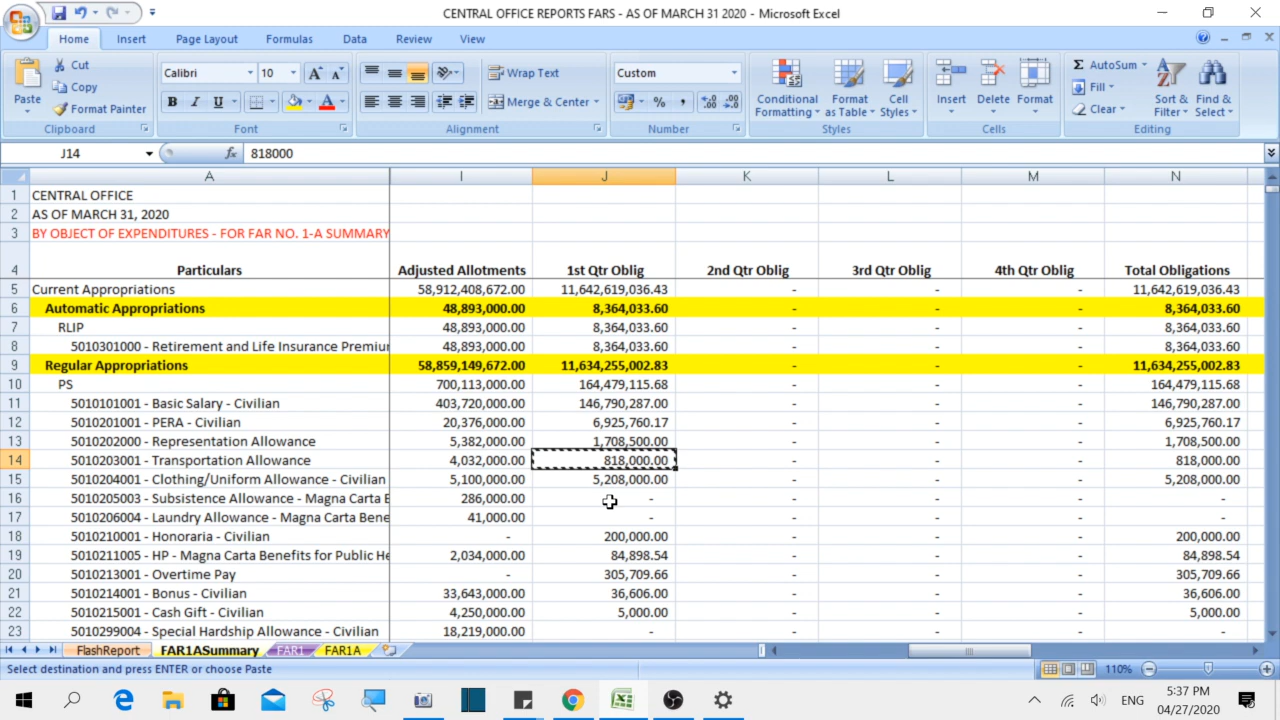 CENTRAL OFFICE REPORTS FARS - AS OF MARCH 31 2020 - Microsoft Excel
Home Insert Page Layout Formulas Data Review View
Paste Cut Calibri 10 A A Wrap Text Custom Conditional Formatting Format as Table Cell Styles Insert Delete Format Σ AutoSum Sort & Filter Find & Select
Copy B I U A Merge & Center % , .0 .00 .00 .0 Fill
Format Painter Clear
Clipboard Font Alignment Number Styles Cells Editing
J14 fx 818000
A I J K L M N
1 CENTRAL OFFICE
2 AS OF MARCH 31, 2020
3 BY OBJECT OF EXPENDITURES - FOR FAR NO. 1-A SUMMARY
4 Particulars Adjusted Allotments 1st Qtr Oblig 2nd Qtr Oblig 3rd Qtr Oblig 4th Qtr Oblig Total Obligations
5 Current Appropriations 58,912,408,672.00 11,642,619,036.43 - - - 11,642,619,036.43
6 Automatic Appropriations 48,893,000.00 8,364,033.60 - - - 8,364,033.60
7 RLIP 48,893,000.00 8,364,033.60 - - - 8,364,033.60
8 5010301000 - Retirement and Life Insurance Premiur 48,893,000.00 8,364,033.60 - - - 8,364,033.60
9 Regular Appropriations 58,859,149,672.00 11,634,255,002.83 - - - 11,634,255,002.83
10 PS 700,113,000.00 164,479,115.68 - - - 164,479,115.68
11 5010101001 - Basic Salary - Civilian 403,720,000.00 146,790,287.00 - - - 146,790,287.00
12 5010201001 - PERA - Civilian 20,376,000.00 6,925,760.17 - - - 6,925,760.17
13 5010202000 - Representation Allowance 5,382,000.00 1,708,500.00 - - - 1,708,500.00
14 5010203001 - Transportation Allowance 4,032,000.00 818,000.00 - - - 818,000.00
15 5010204001 - Clothing/Uniform Allowance - Civilian 5,100,000.00 5,208,000.00 - - - 5,208,000.00
16 5010205003 - Subsistence Allowance - Magna Carta B 286,000.00 - - - - -
17 5010206004 - Laundry Allowance - Magna Carta Bene 41,000.00 - - - - -
18 5010210001 - Honoraria - Civilian - 200,000.00 - - - 200,000.00
19 5010211005 - HP - Magna Carta Benefits for Public He 2,034,000.00 84,898.54 - - - 84,898.54
20 5010213001 - Overtime Pay - 305,709.66 - - - 305,709.66
21 5010214001 - Bonus - Civilian 33,643,000.00 36,606.00 - - - 36,606.00
22 5010215001 - Cash Gift - Civilian 4,250,000.00 5,000.00 - - - 5,000.00
23 5010299004 - Special Hardship Allowance - Civilian 18,219,000.00 - - - - -
FlashReport FAR1ASummary FAR1 FAR1A
Select destination and press ENTER or choose Paste 110%
ENG 5:37 PM
04/27/2020